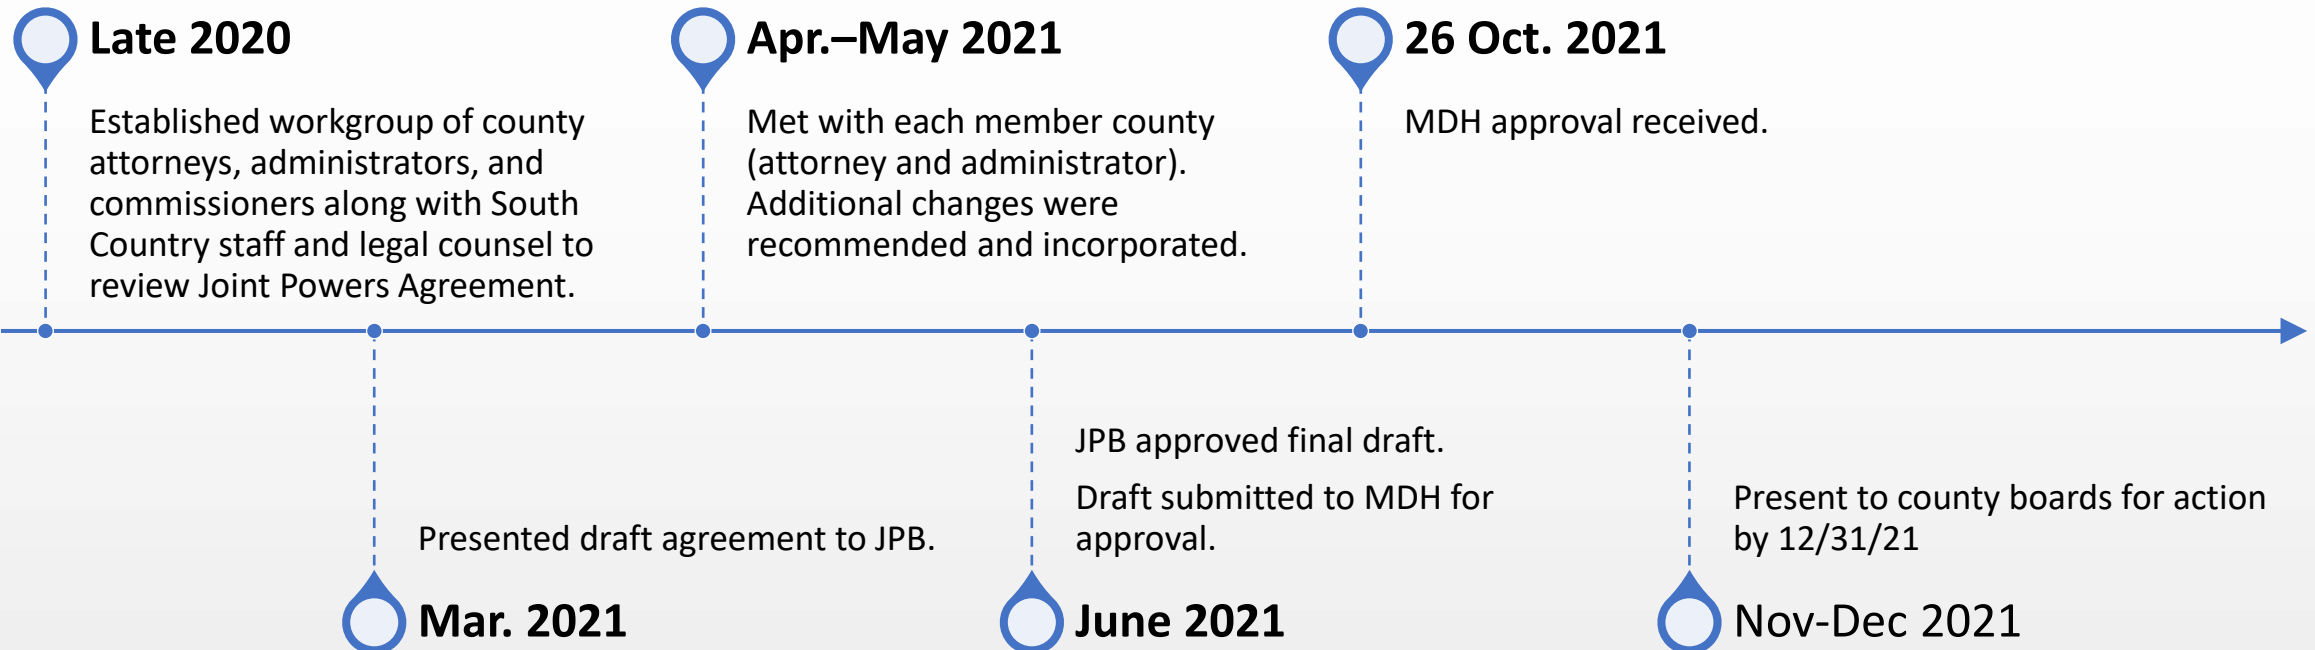 Late 2020
Established workgroup of county
attorneys, administrators, and
commissioners along with South
Country staff and legal counsel to
review Joint Powers Agreement.
Presented draft agreement to JPB.
Mar. 2021
Apr.–May 2021
Met with each member county
(attorney and administrator).
Additional changes were
recommended and incorporated.
JPB approved final draft.
Draft submitted to MDH for
approval.
June 2021
26 Oct. 2021
MDH approval received.
Present to county boards for action
by 12/31/21
Nov-Dec 2021